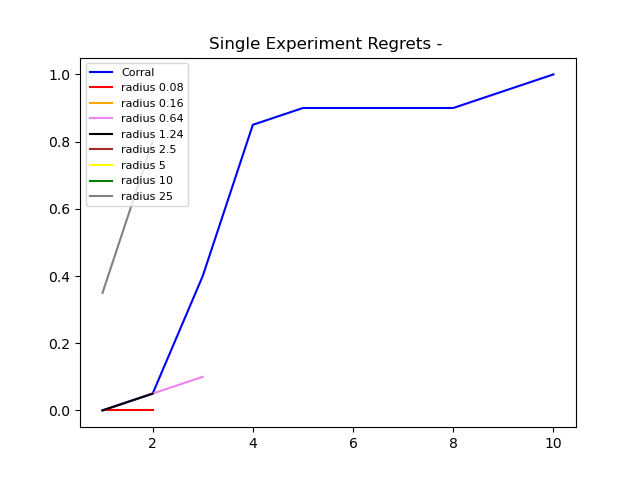 Single Experiment Regrets -
1.0
0.8
0.6
0.4
0.2
0.0
Corral
radius 0.08
radius 0.16
radius 0.64
radius 1.24
radius 2.5
radius 5
radius 10
radius 25
2 4 6 8 10